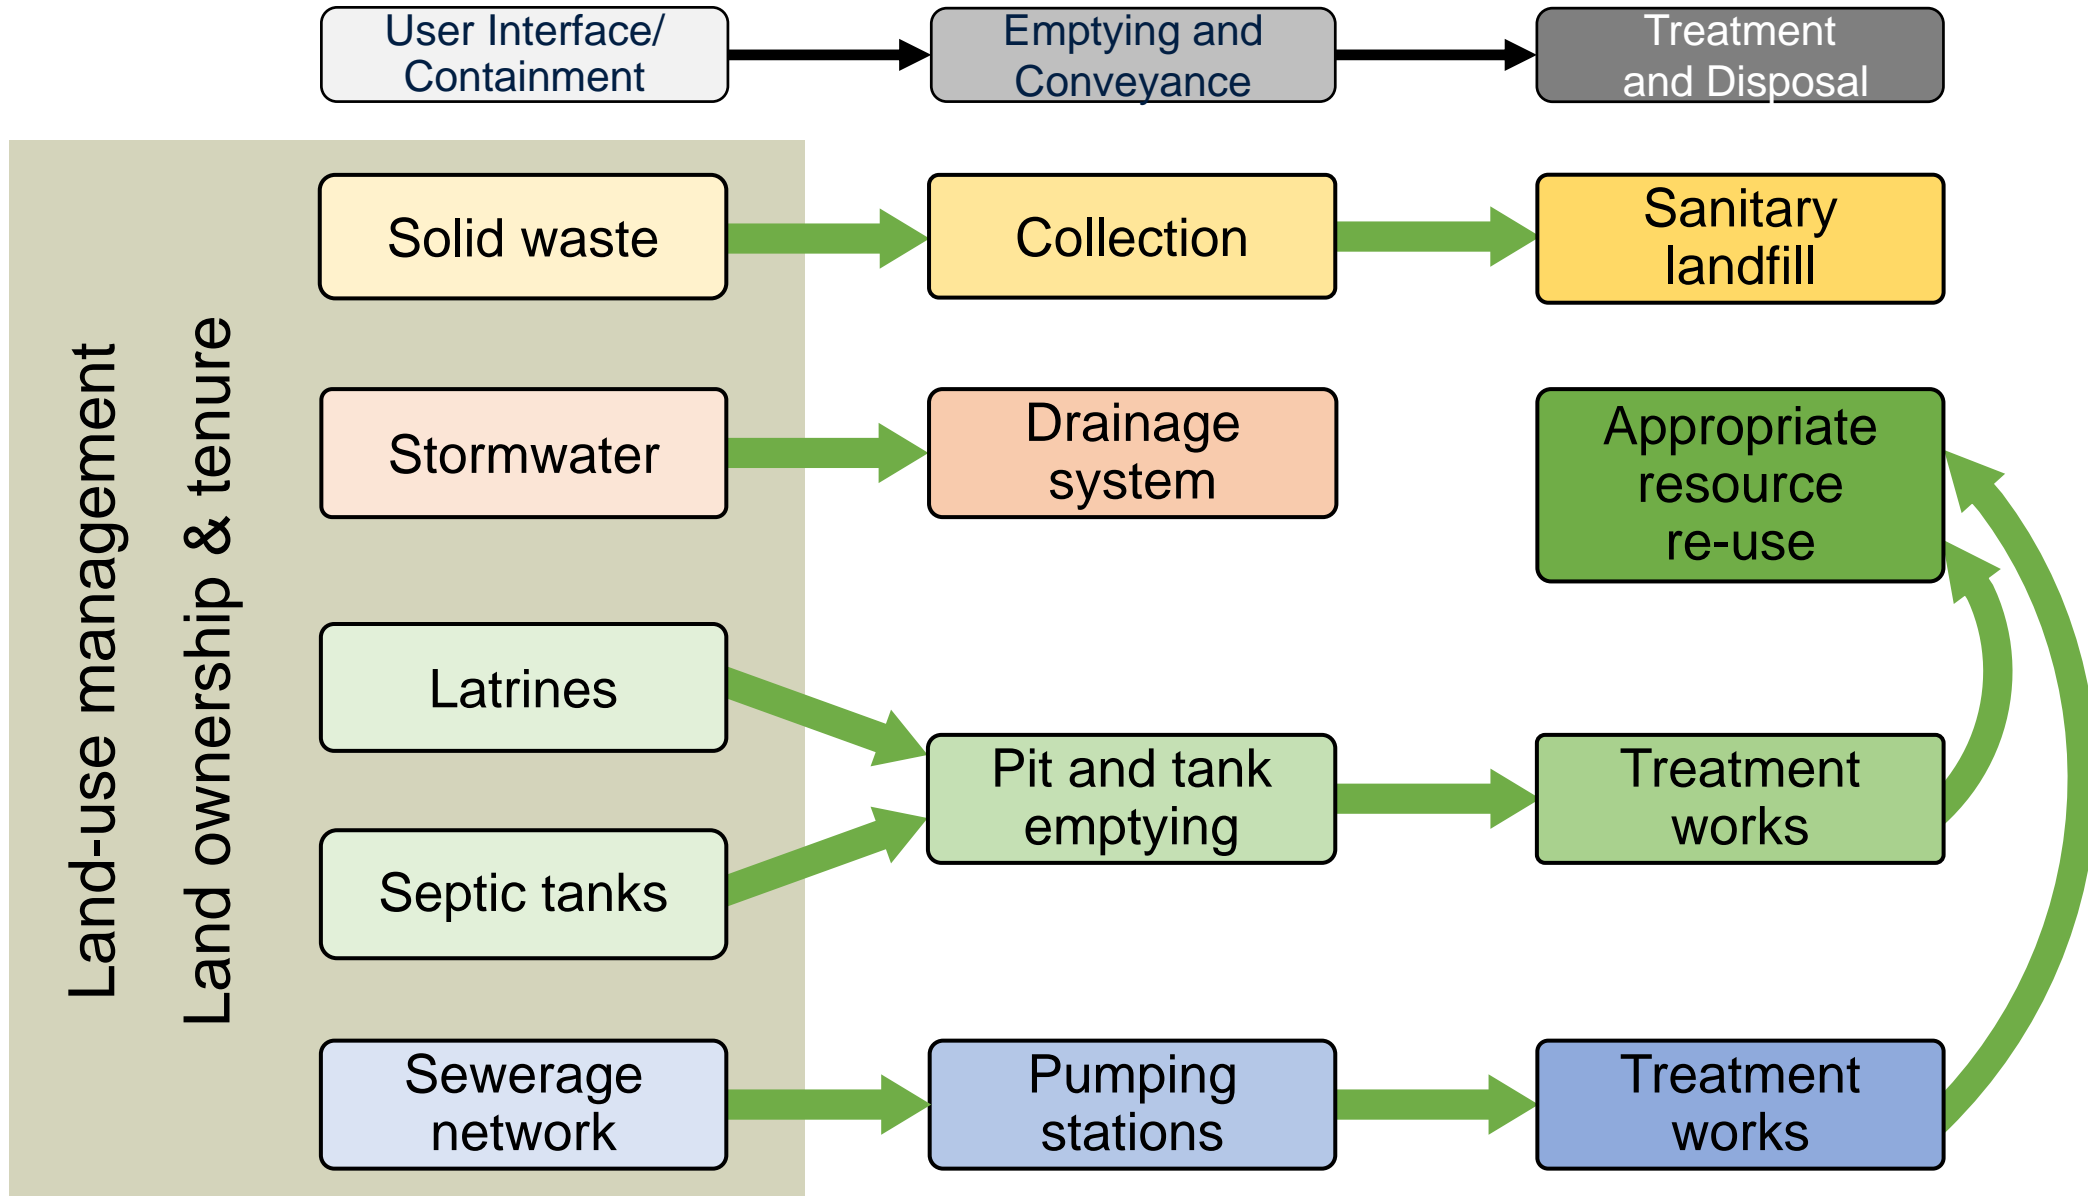 User Interface/
Containment
Emptying and
Conveyance
Treatment
and Disposal
Land-use management
Land ownership & tenure
Solid waste
Collection
Sanitary
landfill
Stormwater
Drainage
system
Appropriate
resource
re-use
Latrines
Septic tanks
Pit and tank
emptying
Treatment
works
Sewerage
network
Pumping
stations
Treatment
works